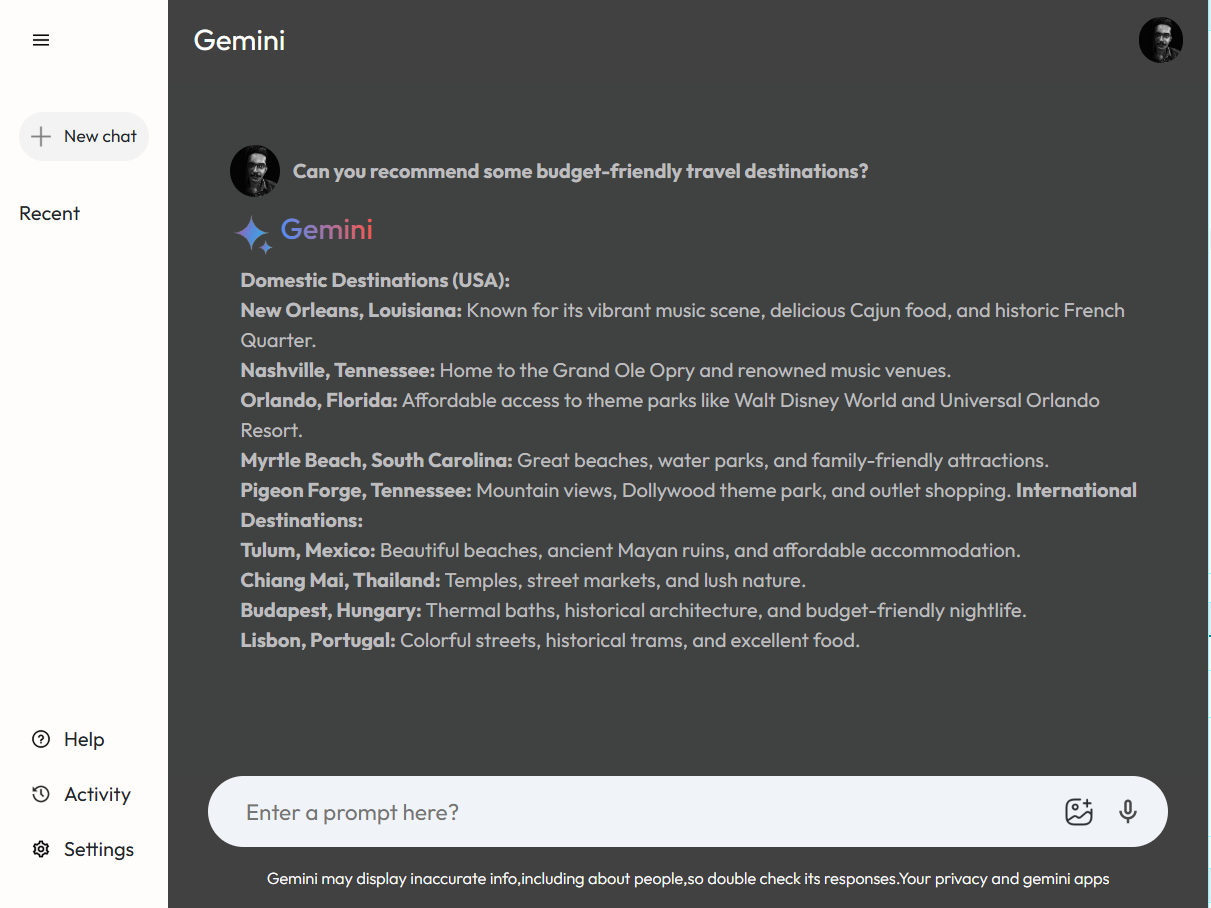 Gemini
New chat
Recent
Can you recommend some budget-friendly travel destinations?
Gemini
Domestic Destinations (USA):
New Orleans, Louisiana: Known for its vibrant music scene, delicious Cajun food, and historic French
Quarter.
Nashville, Tennessee: Home to the Grand Ole Opry and renowned music venues.
Orlando, Florida: Affordable access to theme parks like Walt Disney World and Universal Orlando
Resort.
Myrtle Beach, South Carolina: Great beaches, water parks, and family-friendly attractions.
Pigeon Forge, Tennessee: Mountain views, Dollywood theme park, and outlet shopping. International
Destinations:
Tulum, Mexico: Beautiful beaches, ancient Mayan ruins, and affordable accommodation.
Chiang Mai, Thailand: Temples, street markets, and lush nature.
Budapest, Hungary: Thermal baths, historical architecture, and budget-friendly nightlife.
Lisbon, Portugal: Colorful streets, historical trams, and excellent food.
Help
Activity
Settings
Enter a prompt here?
Gemini may display inaccurate info,including about people,so double check its responses.Your privacy and gemini apps